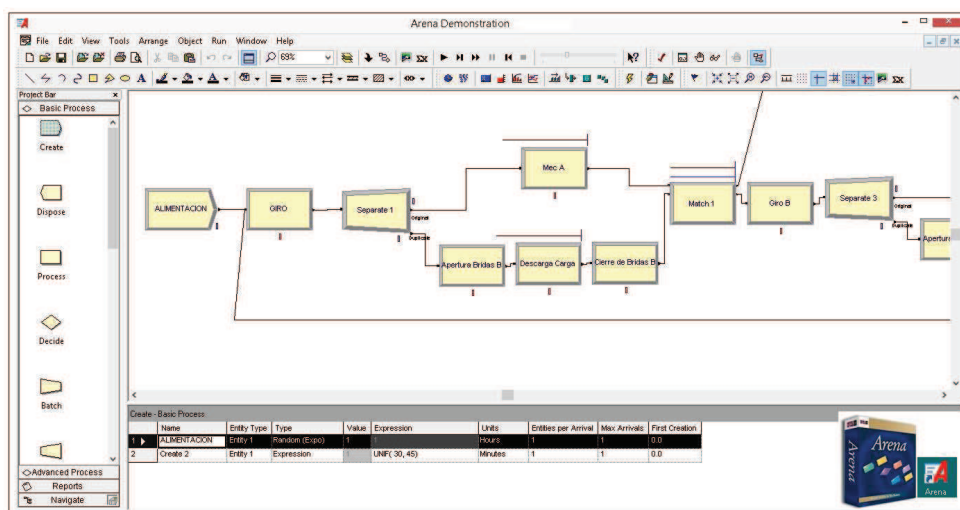 Arena Demonstration
File Edit View Tools Arrange Object Run Window Help
69%
Project Bar
Basic Process
Create
Dispose
Process
Decide
Batch
Advanced Process
Reports
Navigate
ALIMENTACION
GIRO
Separate 1
Original
Duplicate
Mec A
Apertura Bridas B
Descarga Carga
Cierre de Bridas B
Match 1
Giro B
Separate 3
Original
Duplicate
Apertura
Create - Basic Process
Name Entity Type Type Value Expression Units Entities per Arrival Max Arrivals First Creation
1 ALIMENTACION Entity 1 Random (Expo) 1 1 Hours 1 1 0.0
2 Create 2 Entity 1 Expression 1 UNIF( 30, 45) Minutes 1 1 0.0
Arena
Arena
Arena